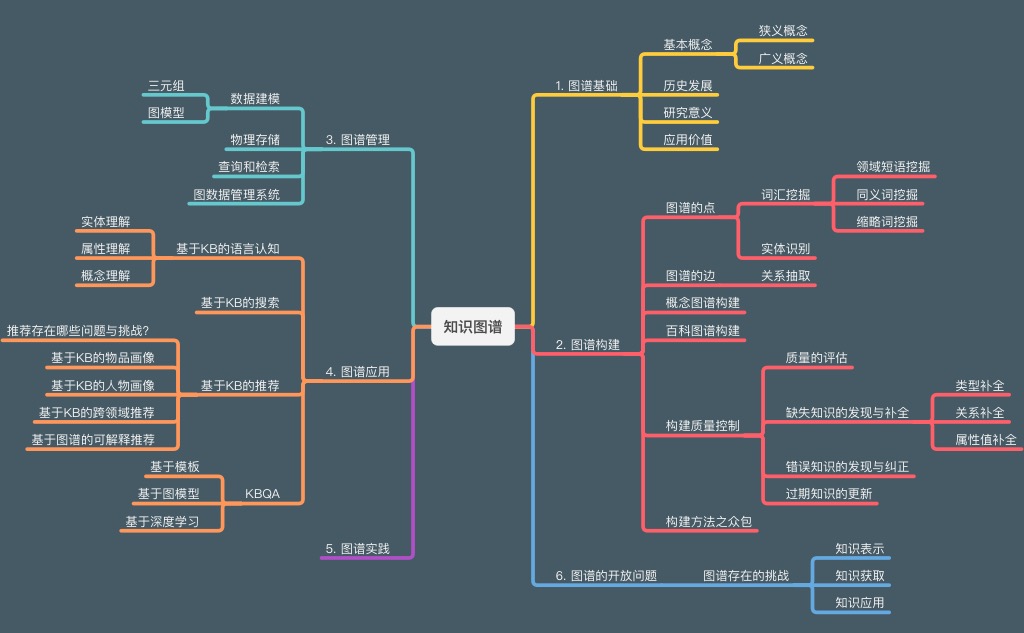 知识图谱
1. 图谱基础
基本概念
狭义概念
广义概念
历史发展
研究意义
应用价值
2. 图谱构建
图谱的点
词汇挖掘
领域短语挖掘
同义词挖掘
缩略词挖掘
实体识别
图谱的边
关系抽取
概念图谱构建
百科图谱构建
构建质量控制
质量的评估
缺失知识的发现与补全
类型补全
关系补全
属性值补全
错误知识的发现与纠正
过期知识的更新
构建方法之众包
3. 图谱管理
数据建模
三元组
图模型
物理存储
查询和检索
图数据管理系统
4. 图谱应用
基于KB的语言认知
实体理解
属性理解
概念理解
基于KB的搜索
基于KB的推荐
推荐存在哪些问题与挑战?
基于KB的物品画像
基于KB的人物画像
基于KB的跨领域推荐
基于图谱的可解释推荐
KBQA
基于模板
基于图模型
基于深度学习
5. 图谱实践
6. 图谱的开放问题
图谱存在的挑战
知识表示
知识获取
知识应用